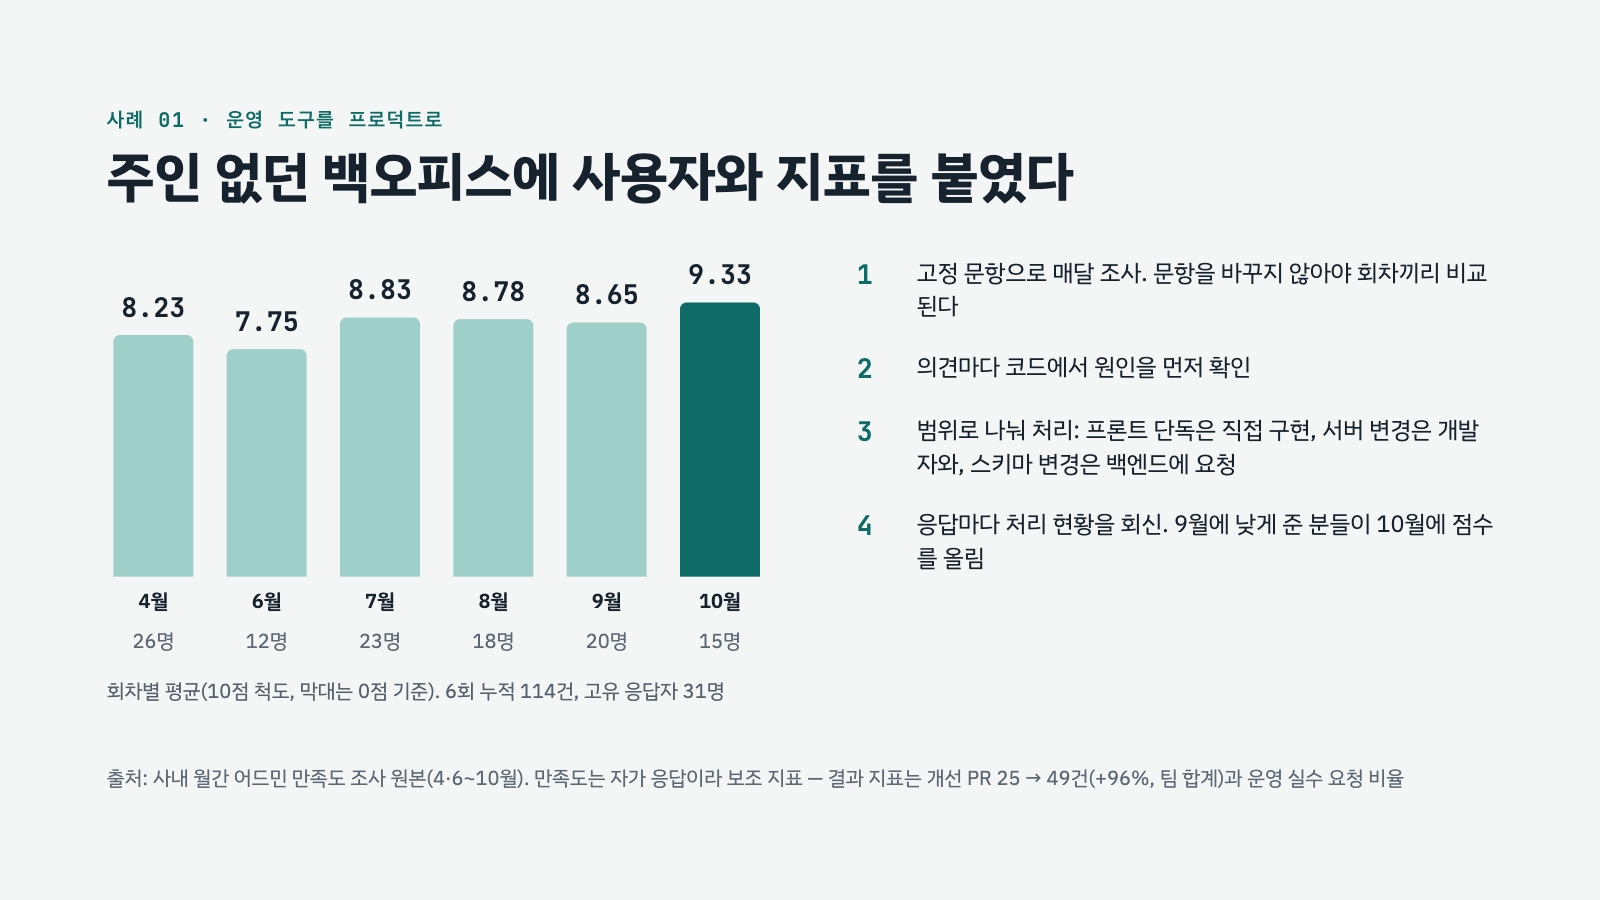 사례 01 · 운영 도구를 프로덕트로
주인 없던 백오피스에 사용자와 지표를 붙였다
8.23
7.75
8.83
8.78
8.65
9.33
4월
6월
7월
8월
9월
10월
26명
12명
23명
18명
20명
15명
회차별 평균(10점 척도, 막대는 0점 기준). 6회 누적 114건, 고유 응답자 31명
1 고정 문항으로 매달 조사. 문항을 바꾸지 않아야 회차끼리 비교
된다
2 의견마다 코드에서 원인을 먼저 확인
3 범위로 나눠 처리: 프론트 단독은 직접 구현, 서버 변경은 개발
자와, 스키마 변경은 백엔드에 요청
4 응답마다 처리 현황을 회신. 9월에 낮게 준 분들이 10월에 점수
를 올림
출처: 사내 월간 어드민 만족도 조사 원본(4·6~10월). 만족도는 자가 응답이라 보조 지표 — 결과 지표는 개선 PR 25 → 49건(+96%, 팀 합계)과 운영 실수 요청 비율